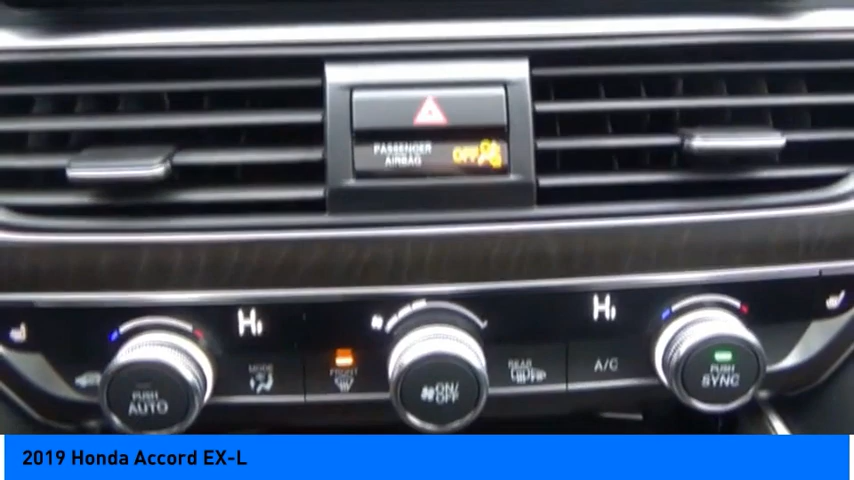 PASSENGER
AIRBAG
OFF
Hi
Hi
MODE
FRONT
REAR
A/C
PUSH
AUTO
ON/
OFF
PUSH
SYNC
2019 Honda Accord EX-L